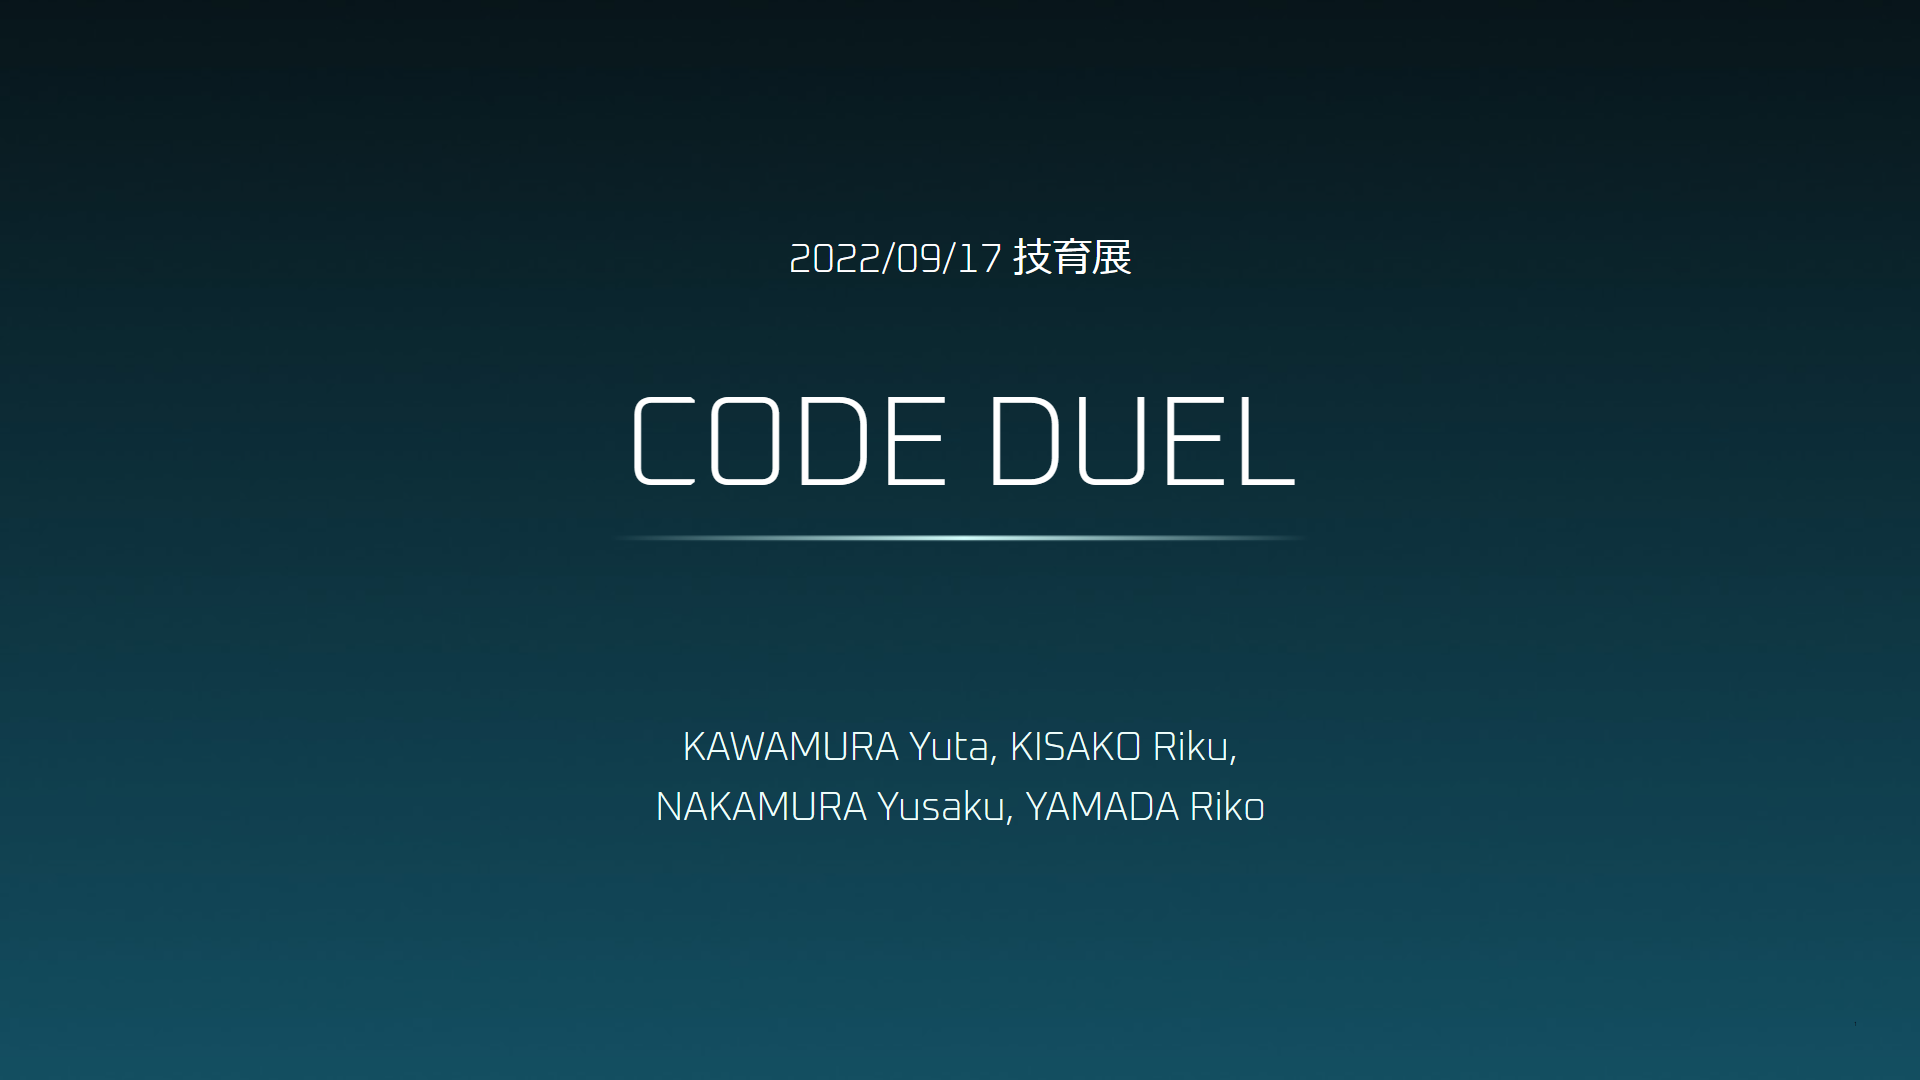 2022/09/17 技育展
CODE DUEL
KAWAMURA Yuta, KISAKO Riku,
NAKAMURA Yusaku, YAMADA Riko